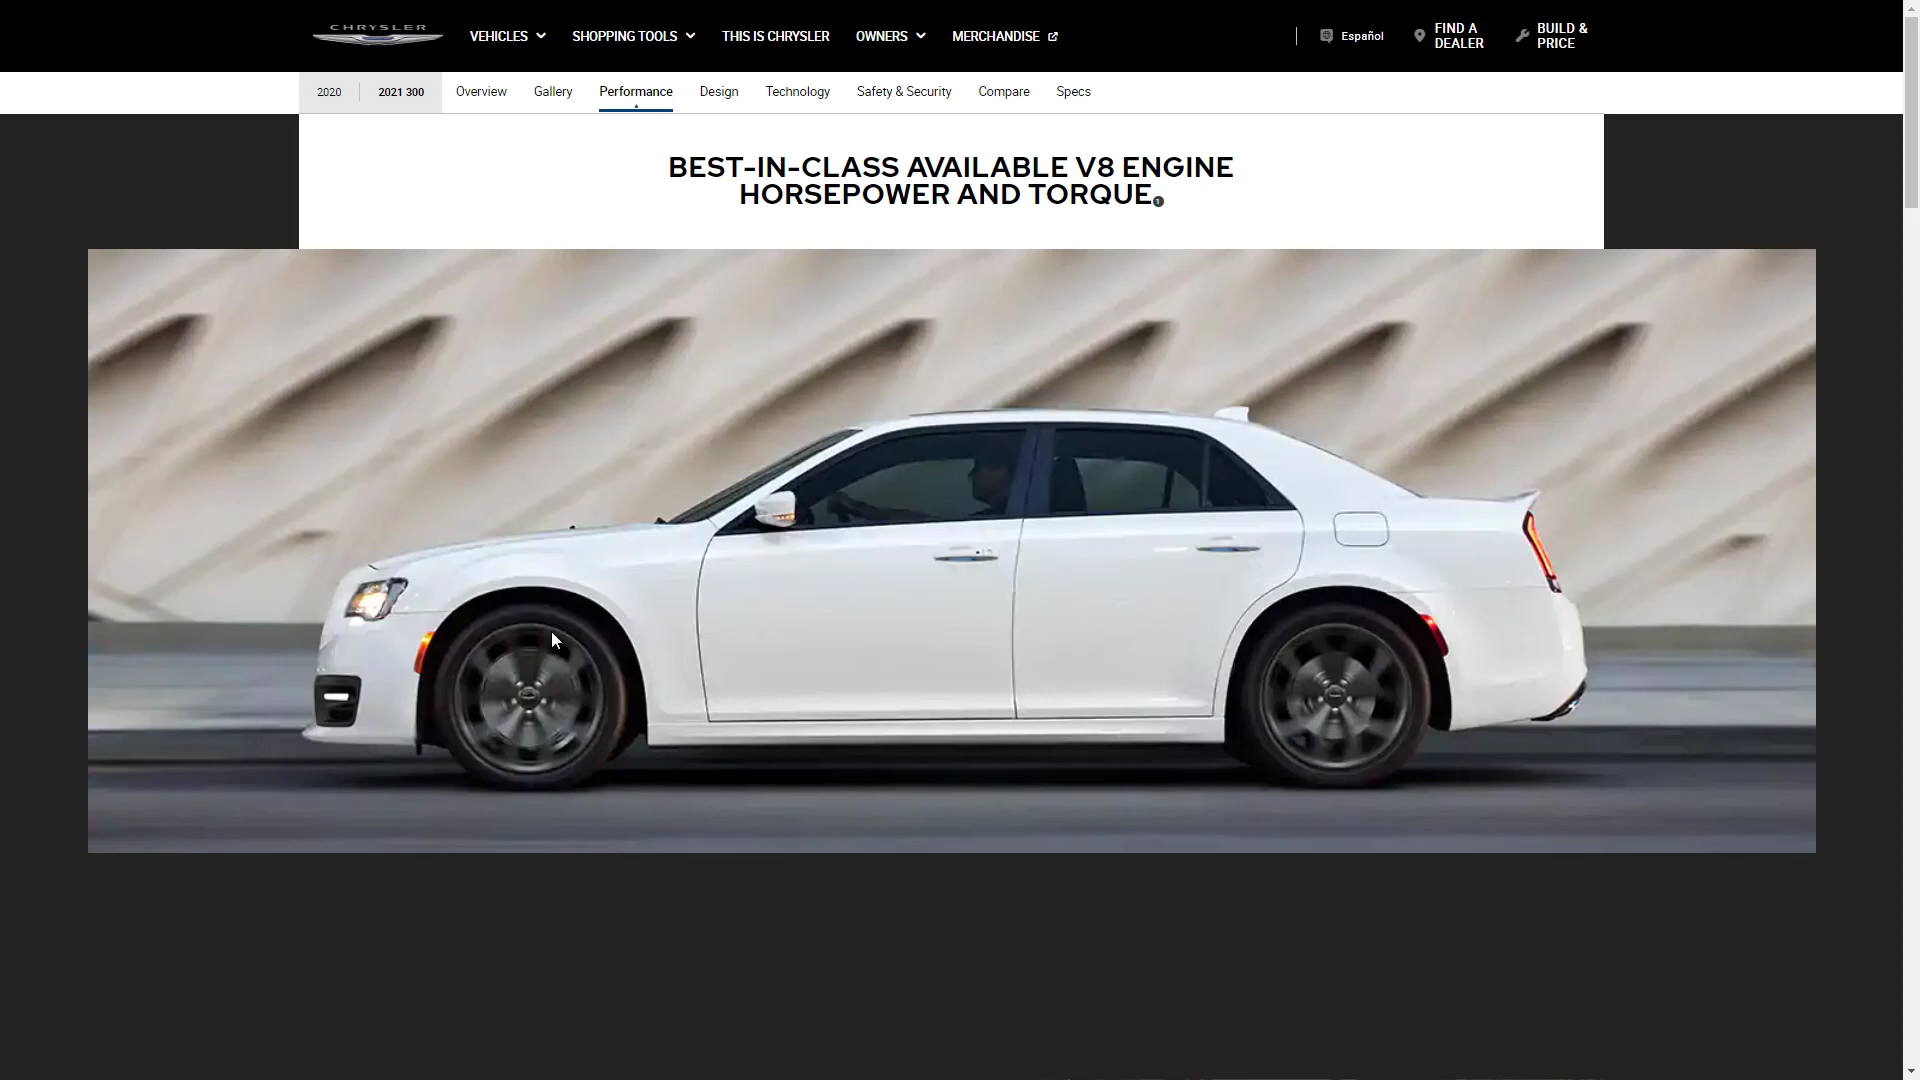 CHRYSLER
VEHICLES
SHOPPING TOOLS
THIS IS CHRYSLER
OWNERS
MERCHANDISE
Español
FIND A
DEALER
BUILD &
PRICE
2020
2021 300
Overview
Gallery
Performance
Design
Technology
Safety & Security
Compare
Specs
BEST-IN-CLASS AVAILABLE V8 ENGINE
HORSEPOWER AND TORQUE.1